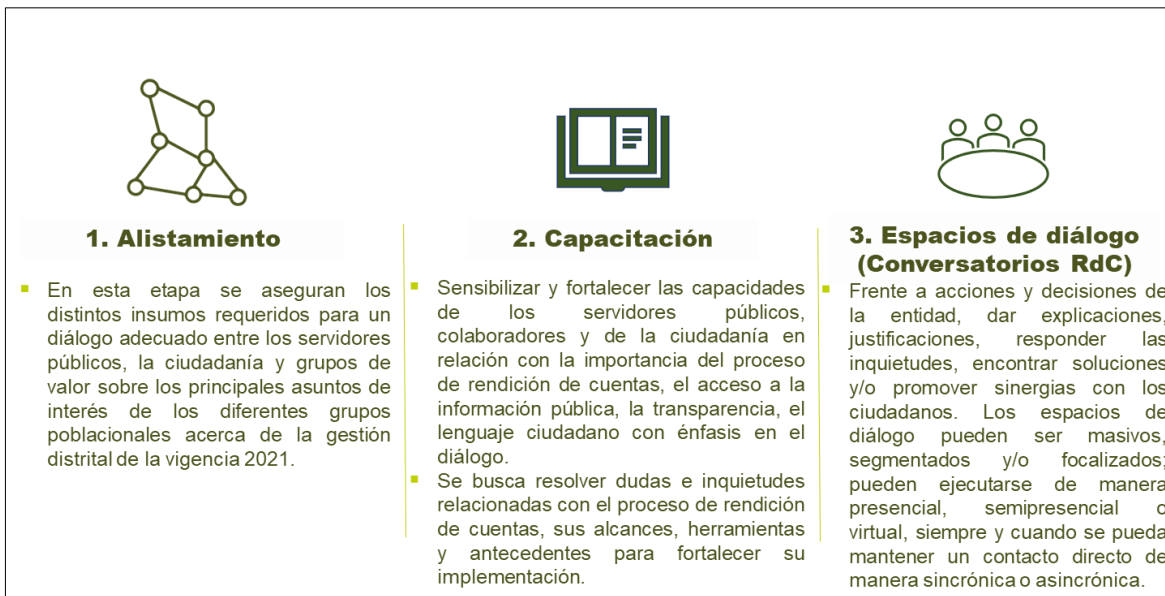 1. Alistamiento
▪ En esta etapa se aseguran los
distintos insumos requeridos para un
diálogo adecuado entre los servidores
públicos, la ciudadanía y grupos de
valor sobre los principales asuntos de
interés de los diferentes grupos
poblacionales acerca de la gestión
distrital de la vigencia 2021.
2. Capacitación
▪ Sensibilizar y fortalecer las capacidades
de los servidores públicos,
colaboradores y de la ciudadanía en
relación con la importancia del proceso
de rendición de cuentas, el acceso a la
información pública, la transparencia, el
lenguaje ciudadano con énfasis en el
diálogo.
▪ Se busca resolver dudas e inquietudes
relacionadas con el proceso de rendición
de cuentas, sus alcances, herramientas
y antecedentes para fortalecer su
implementación.
3. Espacios de diálogo
(Conversatorios RdC)
▪ Frente a acciones y decisiones de
la entidad, dar explicaciones,
justificaciones, responder las
inquietudes, encontrar soluciones
y/o promover sinergias con los
ciudadanos. Los espacios de
diálogo pueden ser masivos,
segmentados y/o focalizados;
pueden ejecutarse de manera
presencial, semipresencial o
virtual, siempre y cuando se pueda
mantener un contacto directo de
manera sincrónica o asincrónica.